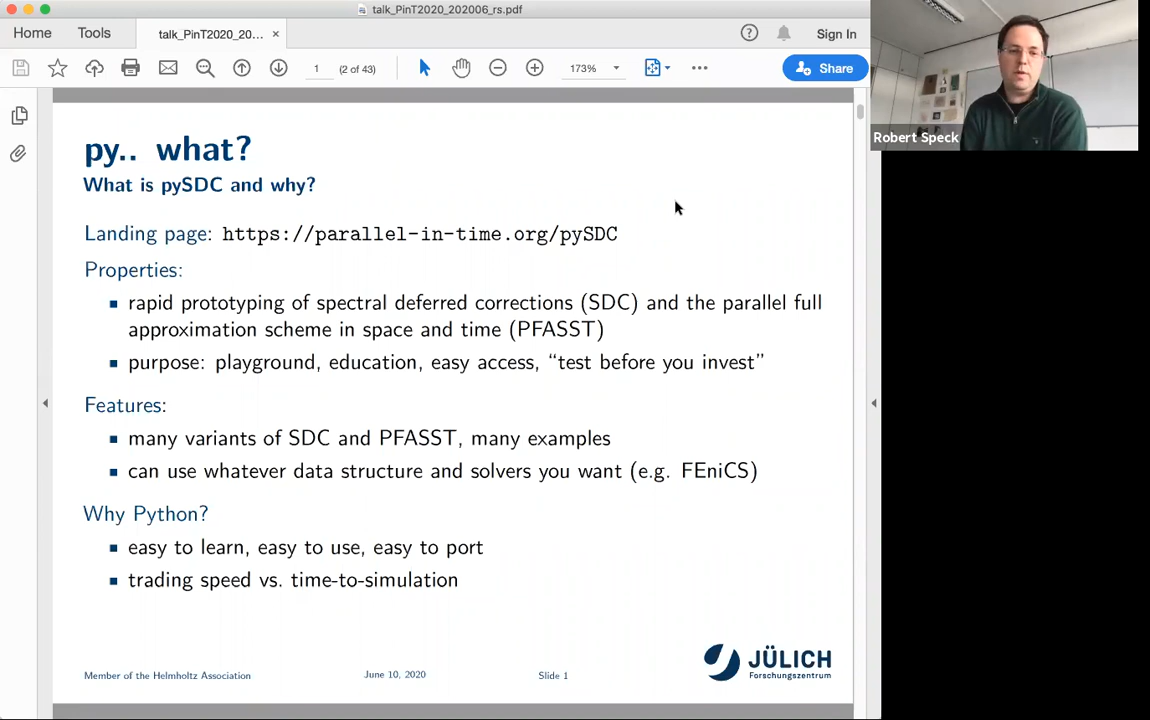 talk_PinT2020_202006_rs.pdf
Home Tools talk_PinT2020_20... × Sign In
1 (2 of 43) 173% Share
Robert Speck
py.. what?
What is pySDC and why?
Landing page: https://parallel-in-time.org/pySDC
Properties:
rapid prototyping of spectral deferred corrections (SDC) and the parallel full
approximation scheme in space and time (PFASST)
purpose: playground, education, easy access, “test before you invest”
Features:
many variants of SDC and PFASST, many examples
can use whatever data structure and solvers you want (e.g. FEniCS)
Why Python?
easy to learn, easy to use, easy to port
trading speed vs. time-to-simulation
Member of the Helmholtz Association June 10, 2020 Slide 1
JÜLICH
Forschungszentrum